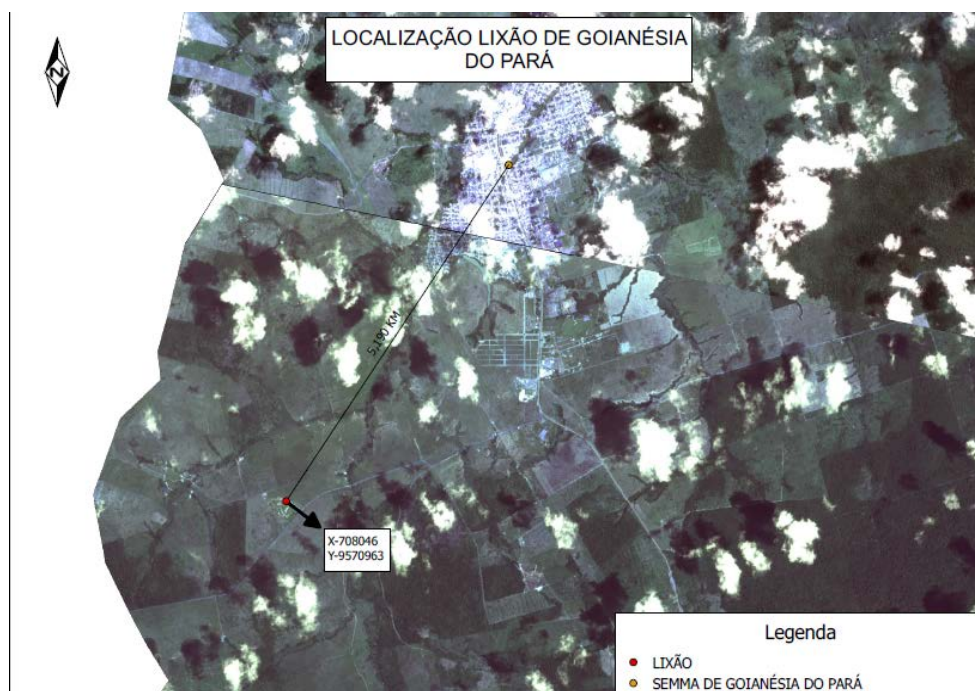 LOCALIZAÇÃO LIXÃO DE GOIANÉSIA
DO PARÁ
N
5,190 KM
X-708046
Y-9570963
Legenda
LIXÃO
SEMMA DE GOIANÉSIA DO PARÁ